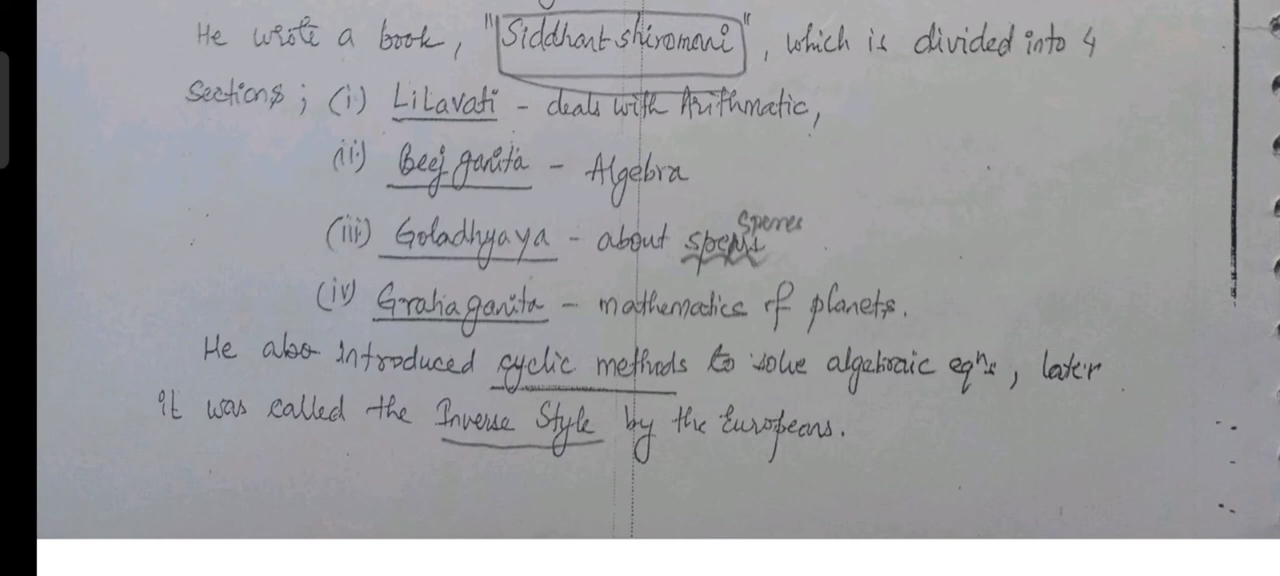 He wrote a book, "Siddhant shiromani", which is divided into 4
Sections; (i) Lilavati - deals with Arithmatic,
(ii) Beej ganita - Algebra
(iii) Goladhyaya - about Speres
(iv) Grahaganita - mathematics of planets.
He also introduced cyclic methods to solve algebraic eqns, later
it was called the Inverse Style by the Europeans.